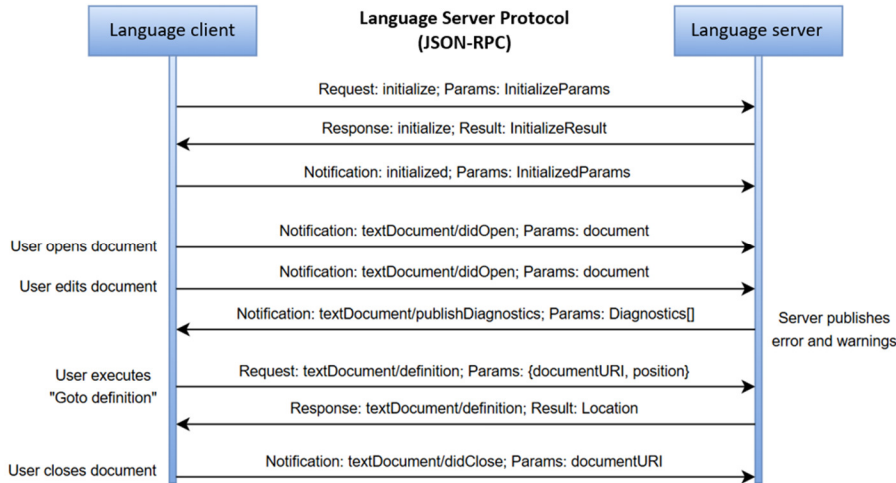 Language client
Language Server Protocol
(JSON-RPC)
Language server
Request: initialize; Params: InitializeParams
Response: initialize; Result: InitializeResult
Notification: initialized; Params: InitializedParams
User opens document
Notification: textDocument/didOpen; Params: document
User edits document
Notification: textDocument/didOpen; Params: document
Notification: textDocument/publishDiagnostics; Params: Diagnostics[]
Server publishes
error and warnings
User executes
"Goto definition"
Request: textDocument/definition; Params: {documentURI, position}
Response: textDocument/definition; Result: Location
User closes document
Notification: textDocument/didClose; Params: documentURI